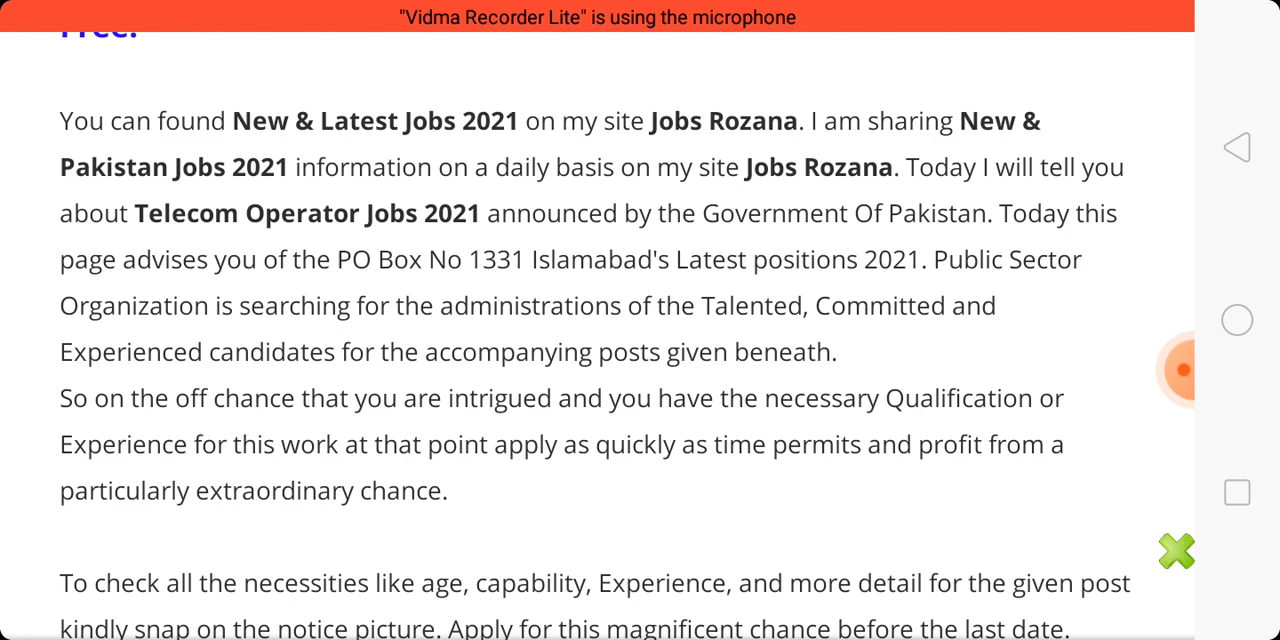 "Vidma Recorder Lite" is using the microphone
Free.
You can found New & Latest Jobs 2021 on my site Jobs Rozana. I am sharing New &
Pakistan Jobs 2021 information on a daily basis on my site Jobs Rozana. Today I will tell you
about Telecom Operator Jobs 2021 announced by the Government Of Pakistan. Today this
page advises you of the PO Box No 1331 Islamabad's Latest positions 2021. Public Sector
Organization is searching for the administrations of the Talented, Committed and
Experienced candidates for the accompanying posts given beneath.
So on the off chance that you are intrigued and you have the necessary Qualification or
Experience for this work at that point apply as quickly as time permits and profit from a
particularly extraordinary chance.
To check all the necessities like age, capability, Experience, and more detail for the given post
kindly snap on the notice picture. Apply for this magnificent chance before the last date.